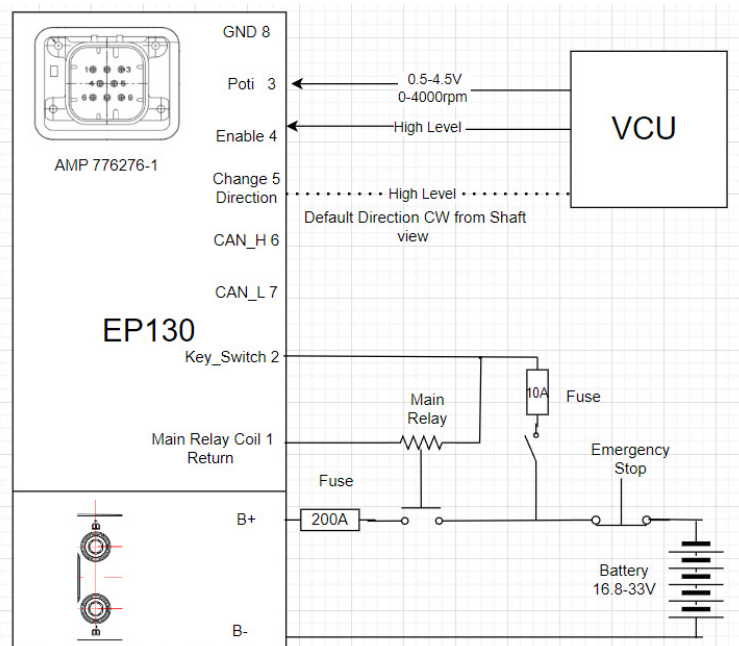 GND 8
Poti 3
0.5-4.5V
0-4000rpm
VCU
Enable 4
High Level
AMP 776276-1
Change 5
Direction
High Level
Default Direction CW from Shaft
view
CAN_H 6
CAN_L 7
EP130
Key_Switch 2
10A
Fuse
Main
Relay
Main Relay Coil 1
Return
Emergency
Stop
Fuse
B+
200A
Battery
16.8-33V
B-